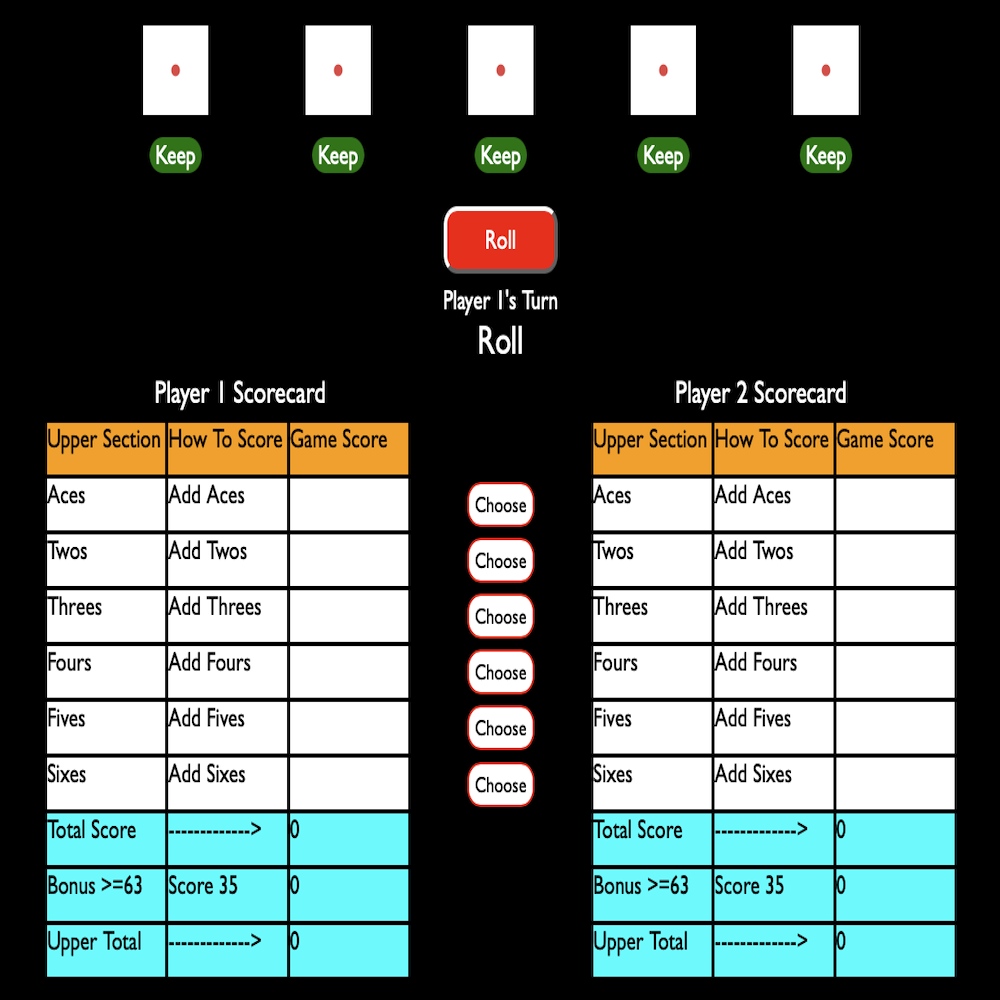 Keep Keep Keep Keep Keep
Roll
Player 1's Turn
Roll
Player 1 Scorecard
Upper Section How To Score Game Score
Aces Add Aces
Twos Add Twos
Threes Add Threes
Fours Add Fours
Fives Add Fives
Sixes Add Sixes
Total Score -------------> 0
Bonus >=63 Score 35 0
Upper Total -------------> 0
Choose
Choose
Choose
Choose
Choose
Choose
Player 2 Scorecard
Upper Section How To Score Game Score
Aces Add Aces
Twos Add Twos
Threes Add Threes
Fours Add Fours
Fives Add Fives
Sixes Add Sixes
Total Score -------------> 0
Bonus >=63 Score 35 0
Upper Total -------------> 0